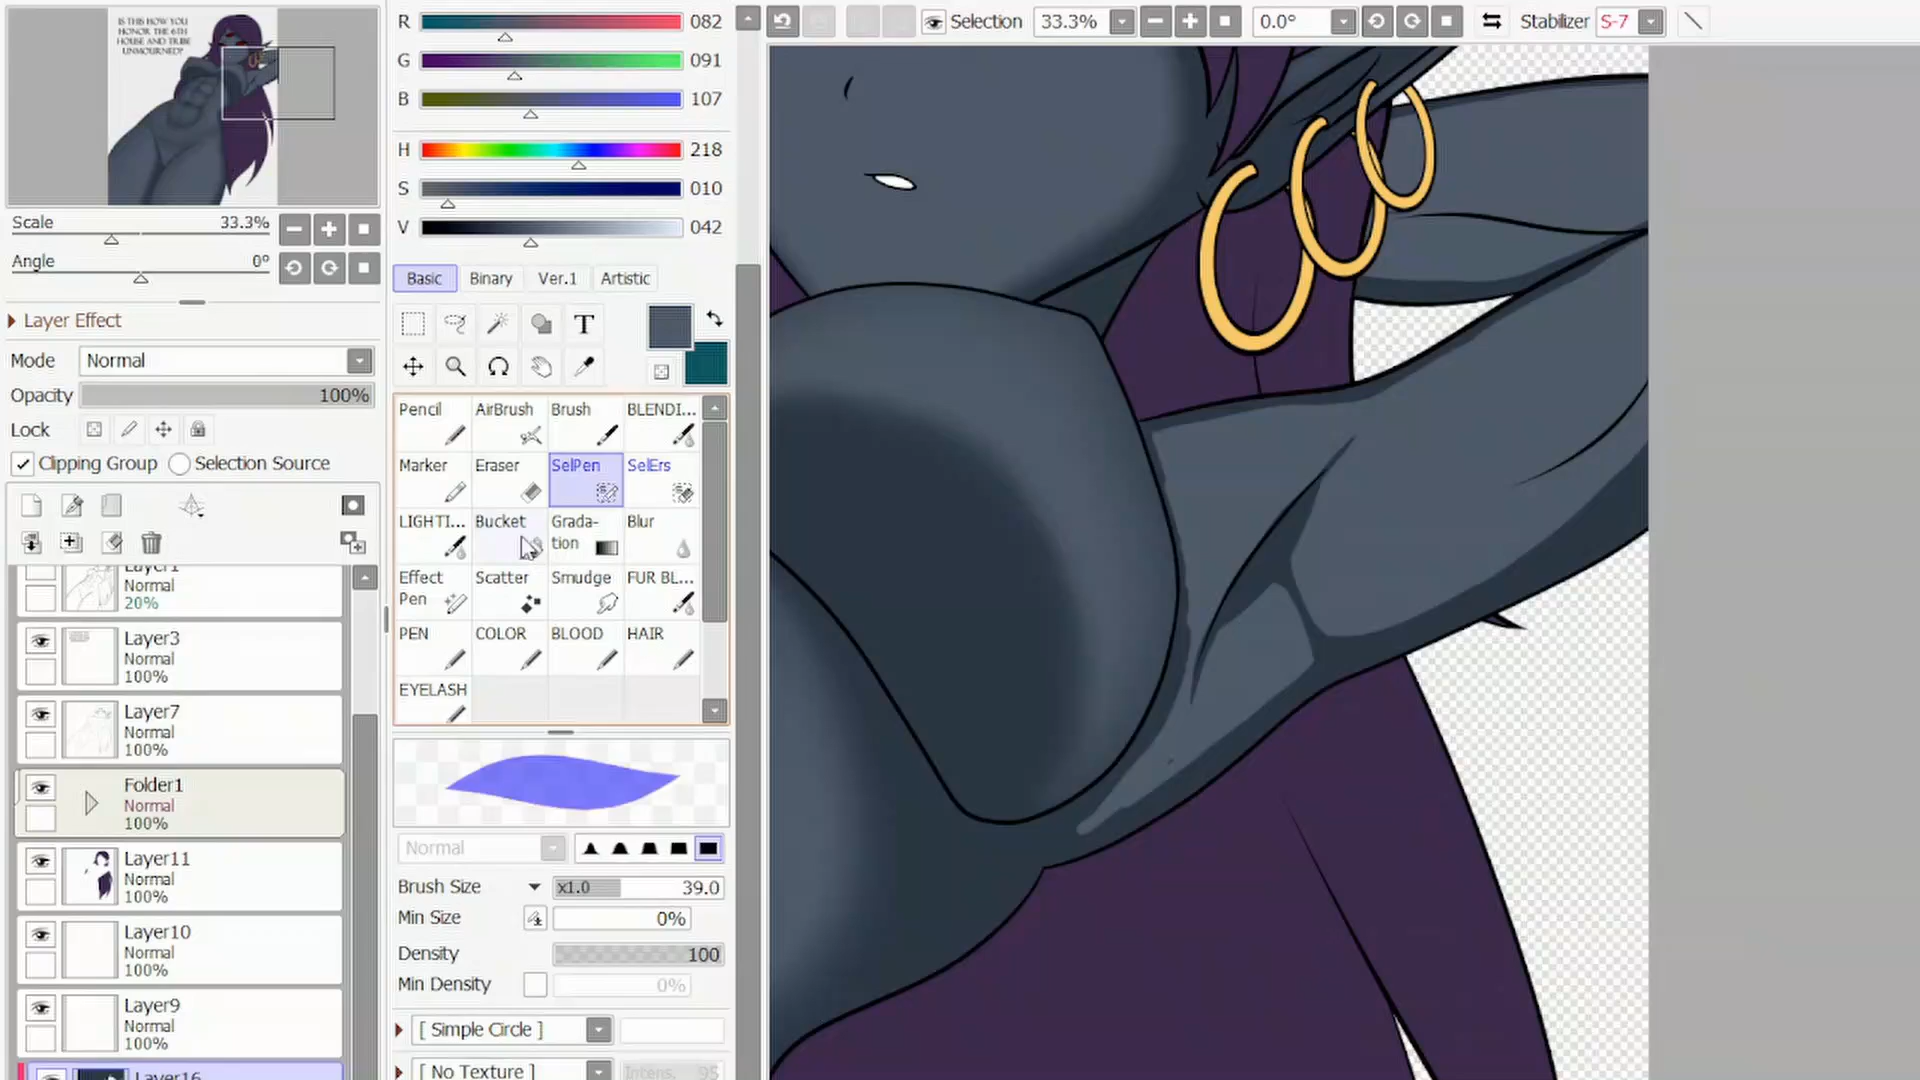 IS THIS HOW YOU
HONOR THE 6TH
HOUSE AND TRIBE
UNMOURNED?
R 082
G 091
B 107
H 218
S 010
V 042
Selection
33.3%
0.0°
Stabilizer
S-7
Scale 33.3%
Angle 0°
Layer Effect
Mode Normal
Opacity 100%
Lock
Clipping Group
Selection Source
Basic
Binary
Ver.1
Artistic
T
Pencil
AirBrush
Brush
BLENDI...
Marker
Eraser
SelPen
SelErs
LIGHTI...
Bucket
Grada-
tion
Blur
Effect
Pen
Scatter
Smudge
FUR BL...
PEN
COLOR
BLOOD
HAIR
EYELASH
Normal
Brush Size x1.0 39.0
Min Size 0%
Density 100
Min Density 0%
[ Simple Circle ]
[ No Texture ]
Intens. 95
Layer1
Normal
20%
Layer3
Normal
100%
Layer7
Normal
100%
Folder1
Normal
100%
Layer11
Normal
100%
Layer10
Normal
100%
Layer9
Normal
100%
Layer16